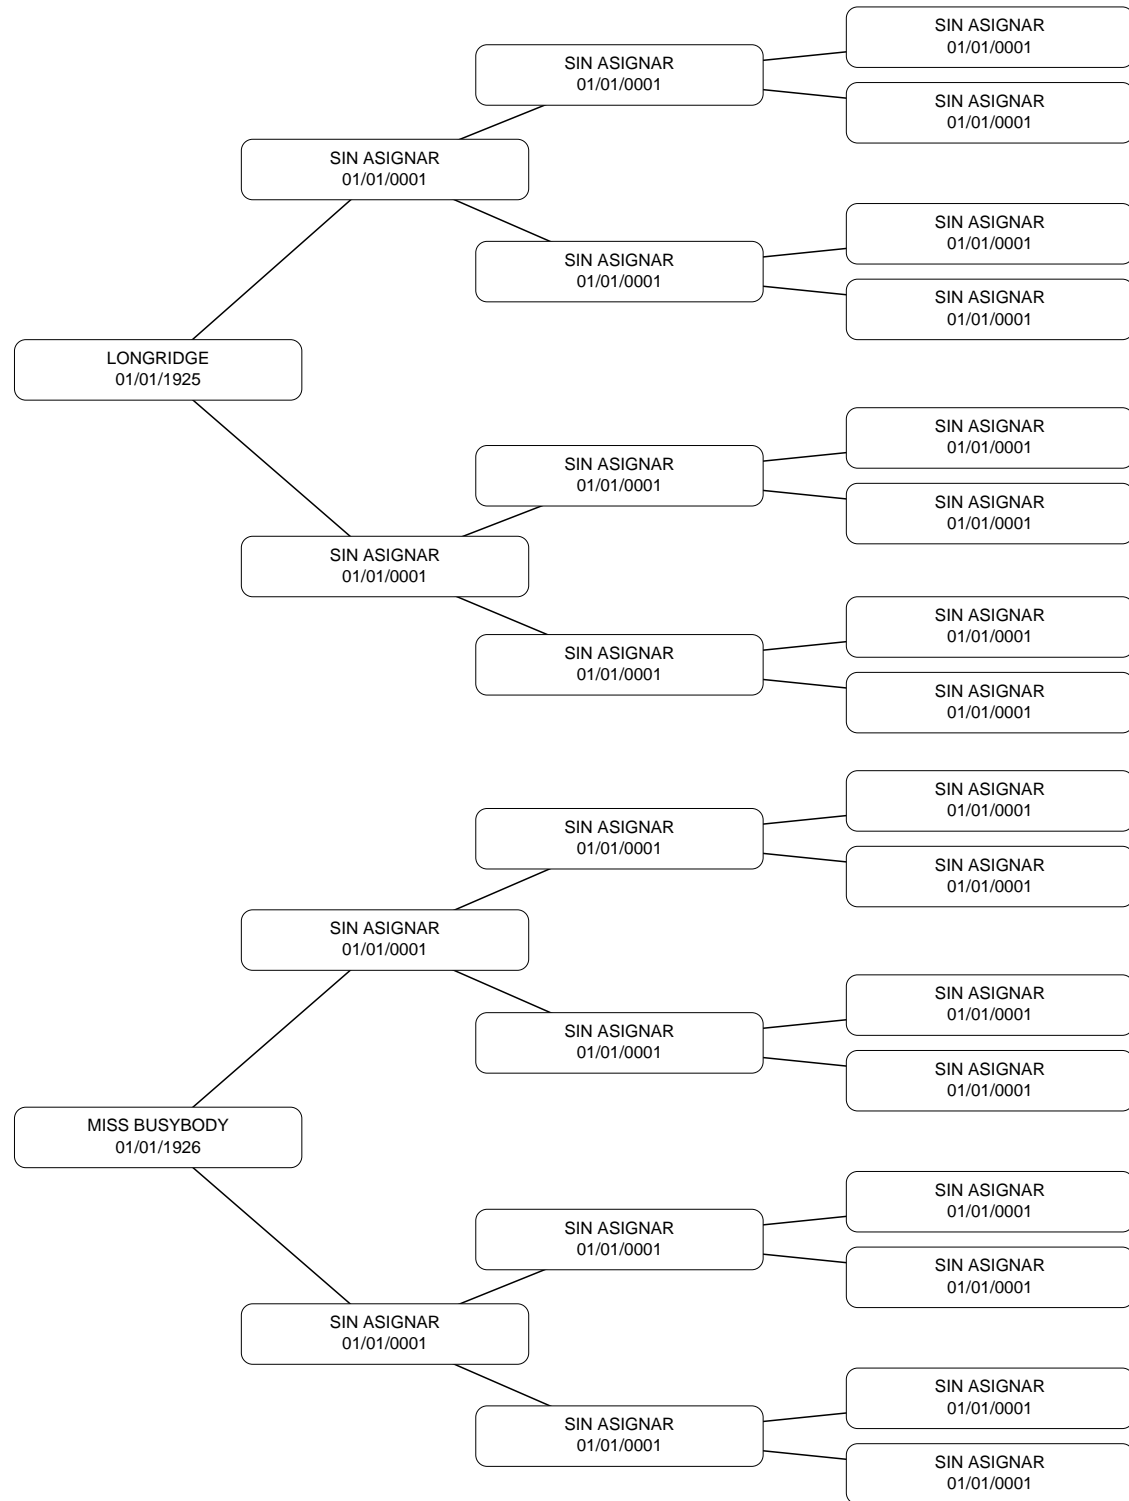 SIN ASIGNAR
01/01/0001
SIN ASIGNAR
01/01/0001
SIN ASIGNAR
01/01/0001
SIN ASIGNAR
01/01/0001
SIN ASIGNAR
01/01/0001
SIN ASIGNAR
01/01/0001
SIN ASIGNAR
01/01/0001
LONGRIDGE
01/01/1925
SIN ASIGNAR
01/01/0001
SIN ASIGNAR
01/01/0001
SIN ASIGNAR
01/01/0001
SIN ASIGNAR
01/01/0001
SIN ASIGNAR
01/01/0001
SIN ASIGNAR
01/01/0001
SIN ASIGNAR
01/01/0001
SIN ASIGNAR
01/01/0001
SIN ASIGNAR
01/01/0001
SIN ASIGNAR
01/01/0001
SIN ASIGNAR
01/01/0001
SIN ASIGNAR
01/01/0001
SIN ASIGNAR
01/01/0001
SIN ASIGNAR
01/01/0001
MISS BUSYBODY
01/01/1926
SIN ASIGNAR
01/01/0001
SIN ASIGNAR
01/01/0001
SIN ASIGNAR
01/01/0001
SIN ASIGNAR
01/01/0001
SIN ASIGNAR
01/01/0001
SIN ASIGNAR
01/01/0001
SIN ASIGNAR
01/01/0001